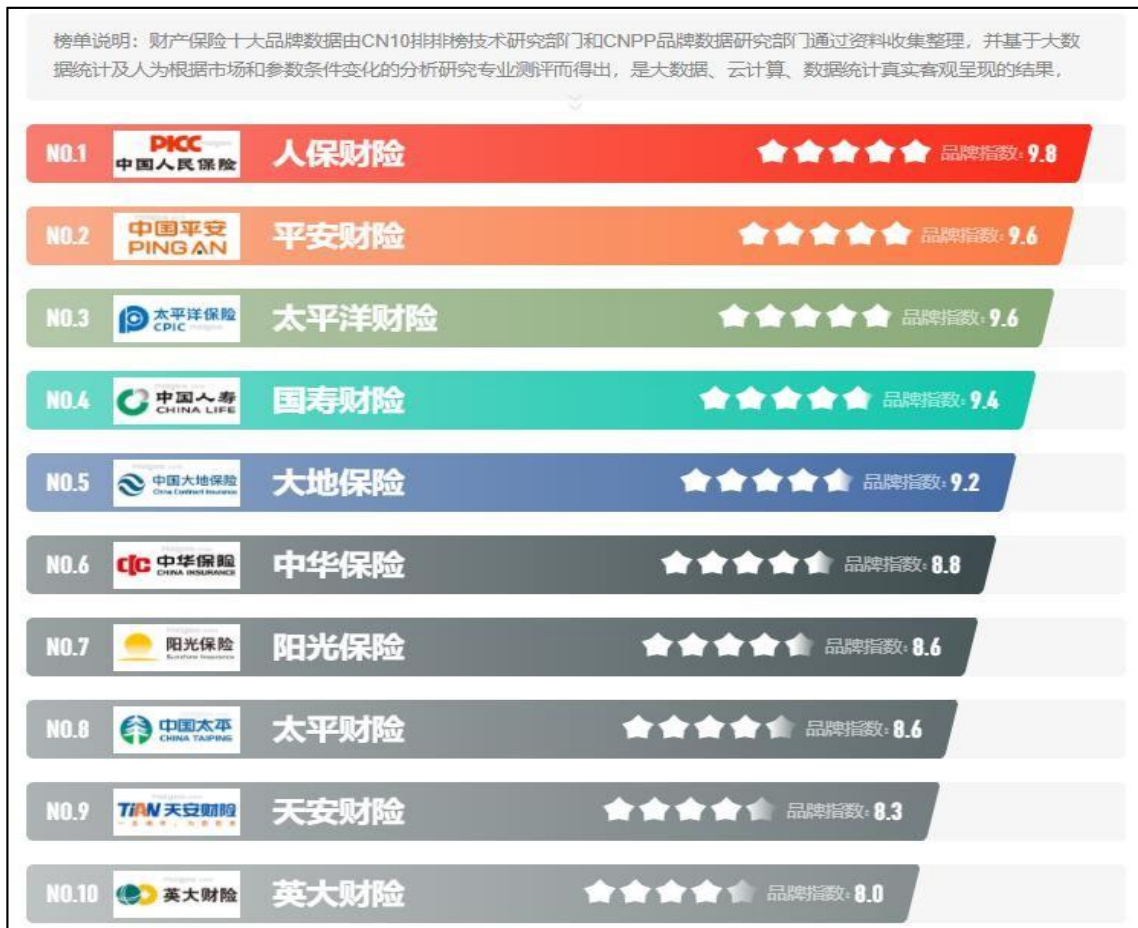 榜单说明：财产保险十大品牌数据由CN10排排榜技术研究部门和CNPP品牌数据研究部门通过资料收集整理，并基于大数
据统计及人为根据市场和参数条件变化的分析研究专业测评而得出，是大数据、云计算、数据统计真实客观呈现的结果，
NO.1 PICC 中国人民保险 人保财险 品牌指数: 9.8
NO.2 中国平安 PING AN 平安财险 品牌指数: 9.6
NO.3 太平洋保险 CPIC 太平洋财险 品牌指数: 9.6
NO.4 中国人寿 CHINA LIFE 国寿财险 品牌指数: 9.4
NO.5 中国大地保险 China Continent Insurance 大地保险 品牌指数: 9.2
NO.6 cic 中华保险 CHINA INSURANCE 中华保险 品牌指数: 8.8
NO.7 阳光保险 Sunshine Insurance 阳光保险 品牌指数: 8.6
NO.8 中国太平 CHINA TAIPING 太平财险 品牌指数: 8.6
NO.9 TiAN 天安财险 天安财险 品牌指数: 8.3
NO.10 英大财险 英大财险 品牌指数: 8.0